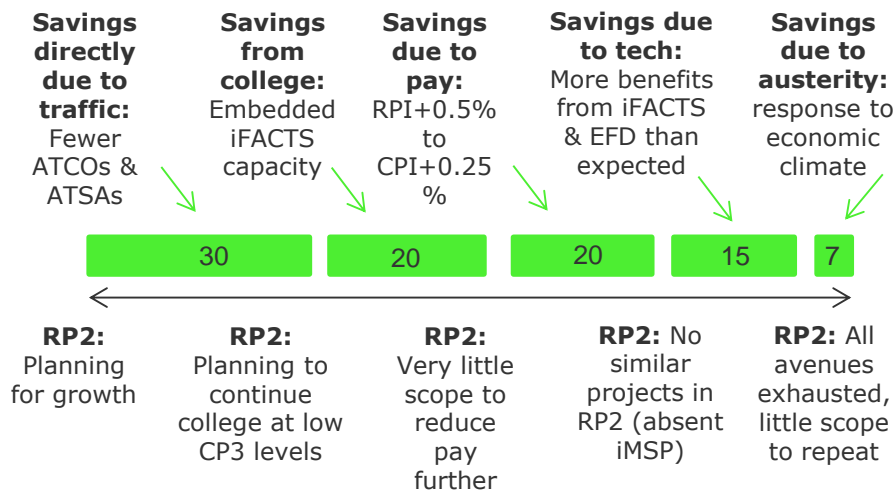 Savings
directly
due to
traffic:
Fewer
ATCOs &
ATSAs
Savings
from
college:
Embedded
iFACTS
capacity
Savings
due to
pay:
RPI+0.5%
to
CPI+0.25
%
Savings due
to tech:
More benefits
from iFACTS
& EFD than
expected
Savings
due to
austerity:
response to
economic
climate
30
20
20
15
7
RP2:
Planning
for growth
RP2:
Planning to
continue
college at low
CP3 levels
RP2:
Very little
scope to
reduce
pay
further
RP2: No
similar
projects in
RP2 (absent
iMSP)
RP2: All
avenues
exhausted,
little scope
to repeat